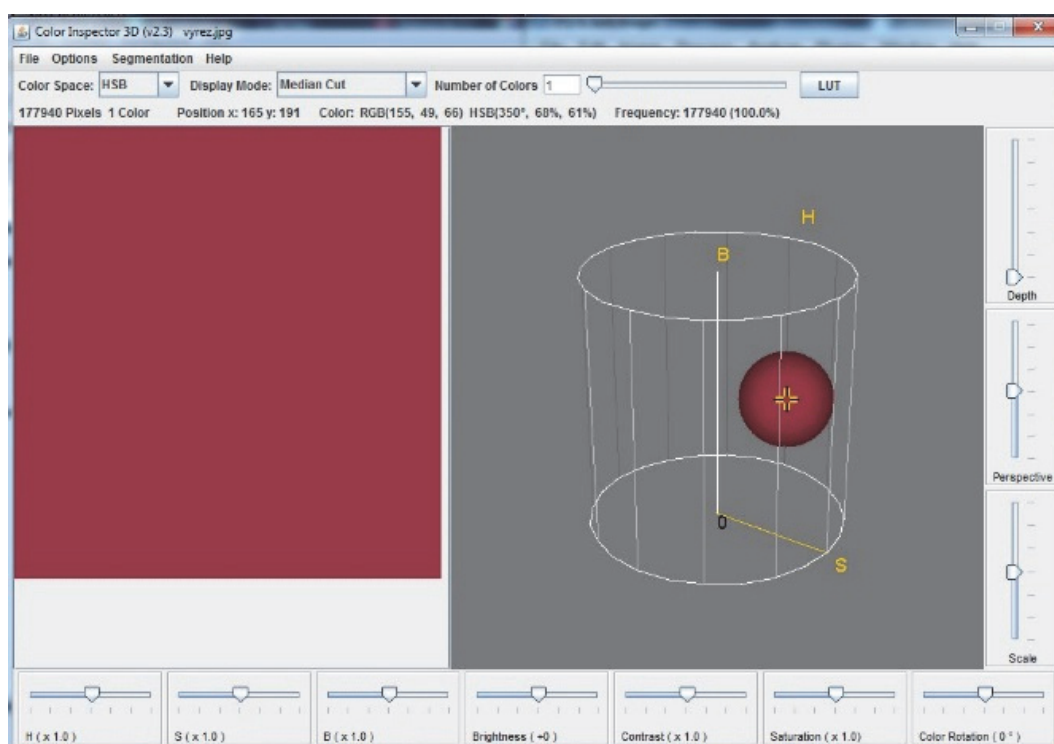 Color Inspector 3D (v2.3) vyrez.jpg
File Options Segmentation Help
Color Space: HSB Display Mode: Median Cut Number of Colors 1 LUT
177940 Pixels 1 Color Position x: 165 y: 191 Color: RGB(155, 49, 66) HSB(350°, 68%, 61%) Frequency: 177940 (100.0%)
H
B
0
S
Depth
Perspective
Scale
H ( x 1.0 ) S ( x 1.0 ) B ( x 1.0 ) Brightness ( +0 ) Contrast ( x 1.0 ) Saturation ( x 1.0) Color Rotation ( 0 ° )